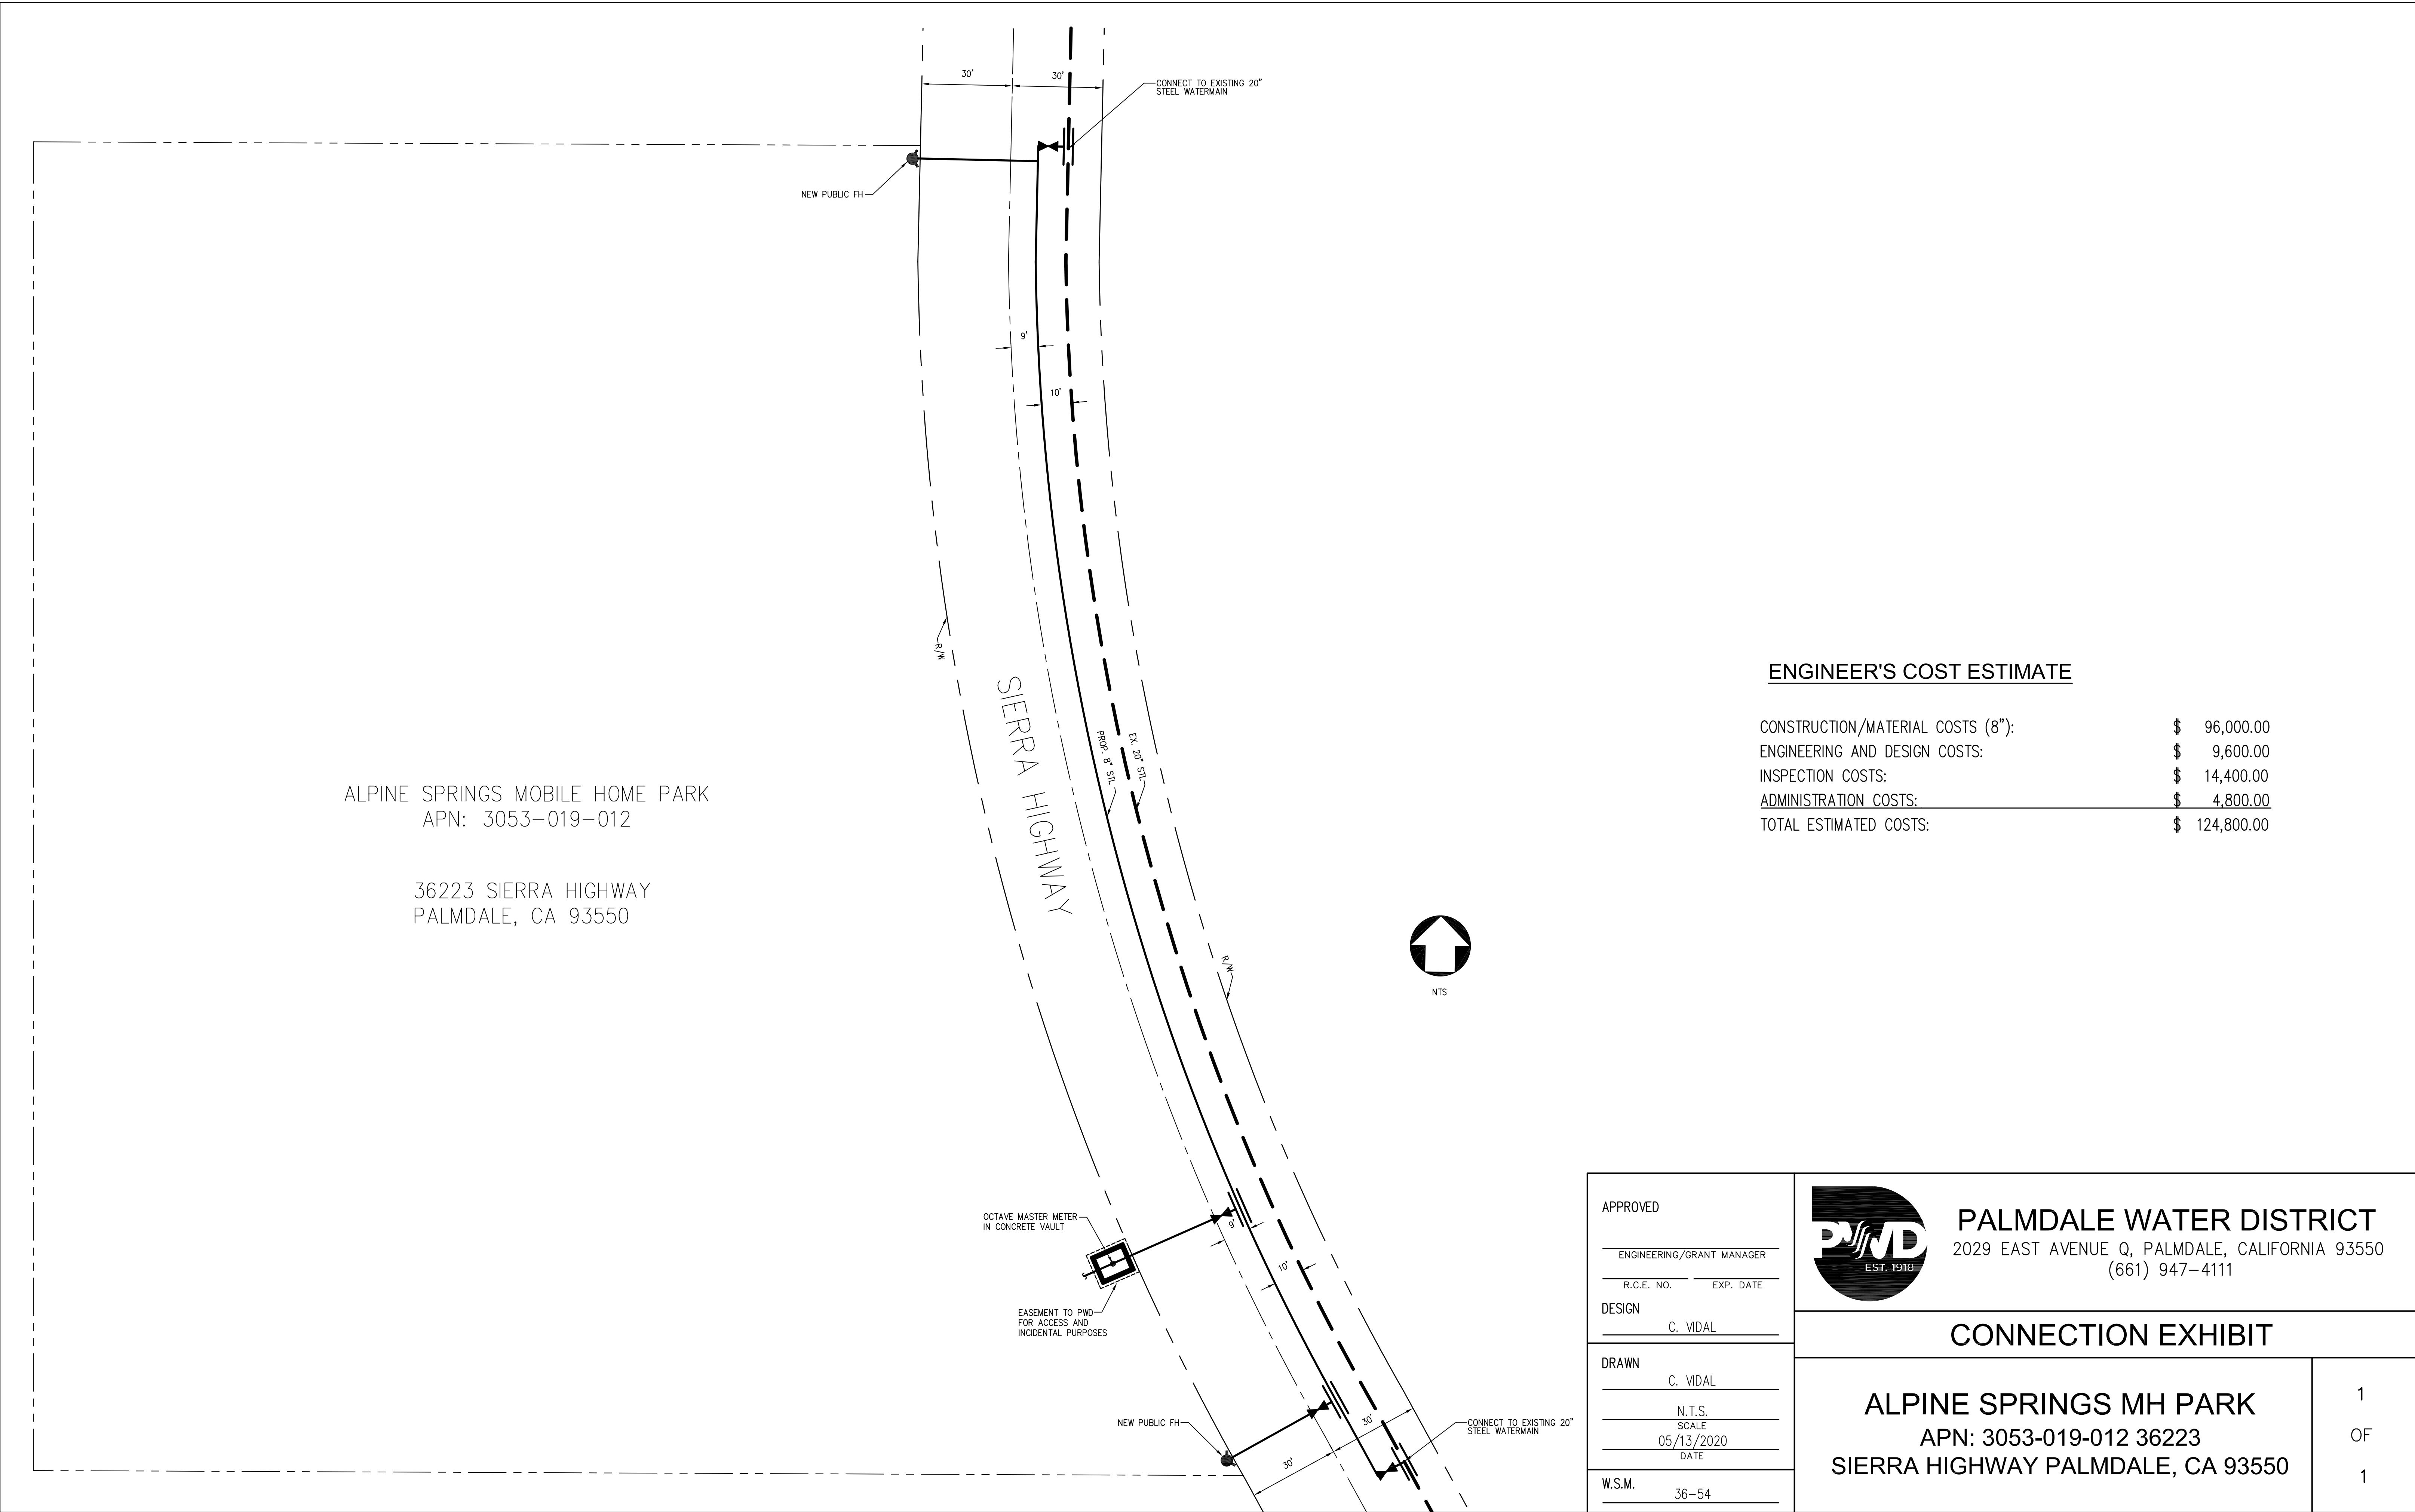 30'
30'
CONNECT TO EXISTING 20"
STEEL WATERMAIN
NEW PUBLIC FH
9'
10'
R/W
SIERRA HIGHWAY
PROP. 8" STL
EX. 20" STL
ENGINEER'S COST ESTIMATE
CONSTRUCTION/MATERIAL COSTS (8"): $ 96,000.00
ENGINEERING AND DESIGN COSTS: $ 9,600.00
INSPECTION COSTS: $ 14,400.00
ADMINISTRATION COSTS: $ 4,800.00
TOTAL ESTIMATED COSTS: $ 124,800.00
ALPINE SPRINGS MOBILE HOME PARK
APN: 3053-019-012
36223 SIERRA HIGHWAY
PALMDALE, CA 93550
R/W
NTS
OCTAVE MASTER METER
IN CONCRETE VAULT
9'
10'
EASEMENT TO PWD
FOR ACCESS AND
INCIDENTAL PURPOSES
NEW PUBLIC FH
30'
30'
CONNECT TO EXISTING 20"
STEEL WATERMAIN
APPROVED
ENGINEERING/GRANT MANAGER
R.C.E. NO. EXP. DATE
DESIGN
C. VIDAL
DRAWN
C. VIDAL
N.T.S.
SCALE
05/13/2020
DATE
W.S.M.
36-54
PWD
EST. 1918
PALMDALE WATER DISTRICT
2029 EAST AVENUE Q, PALMDALE, CALIFORNIA 93550
(661) 947-4111
CONNECTION EXHIBIT
ALPINE SPRINGS MH PARK
APN: 3053-019-012 36223
SIERRA HIGHWAY PALMDALE, CA 93550
1
OF
1